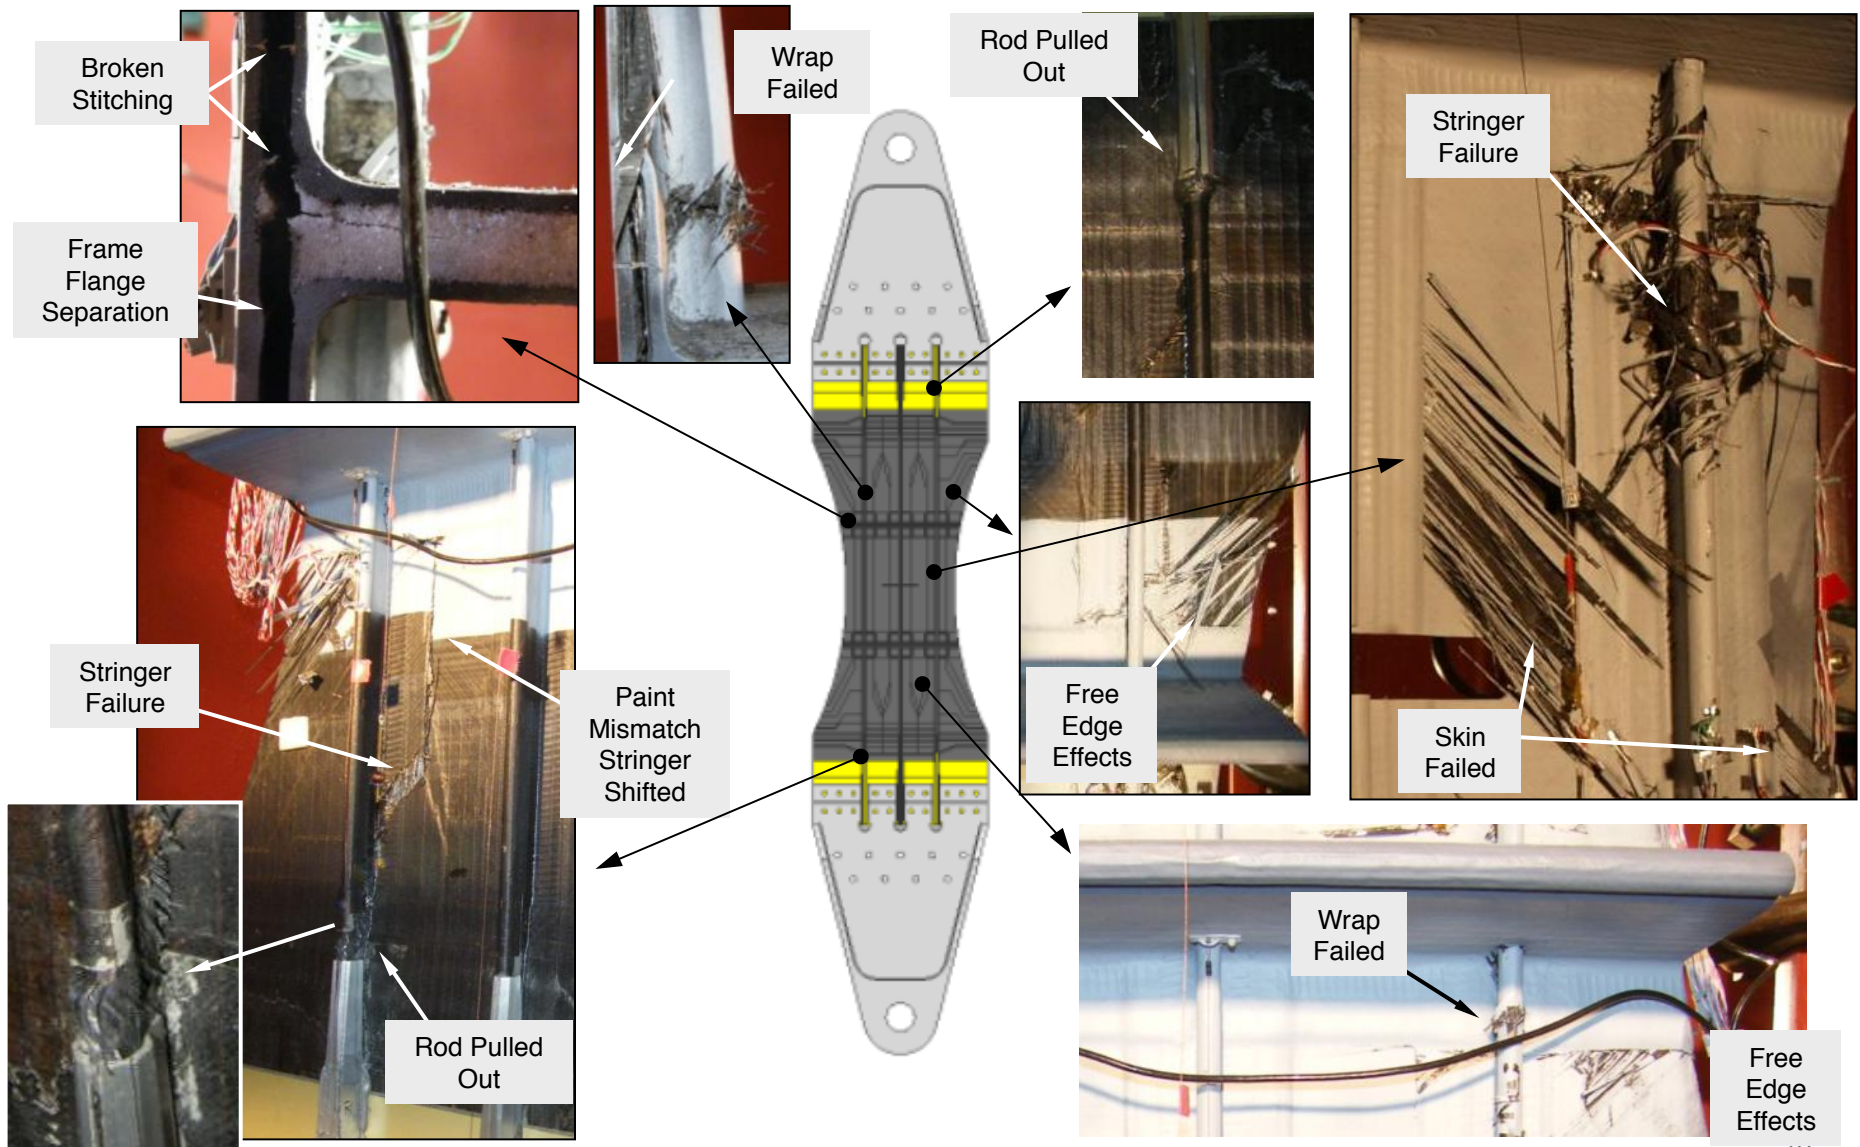 Broken
Stitching
Frame
Flange
Separation
Wrap
Failed
Rod Pulled
Out
Stringer
Failure
Skin
Failed
Free
Edge
Effects
Stringer
Failure
Paint
Mismatch
Stringer
Shifted
Rod Pulled
Out
Wrap
Failed
Free
Edge
Effects